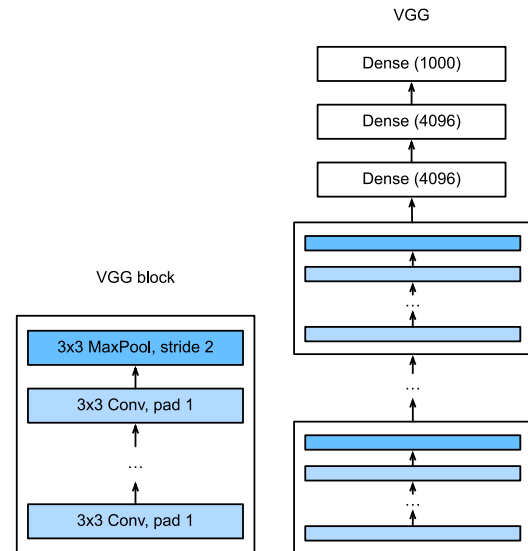 VGG
Dense (1000)
Dense (4096)
Dense (4096)
...
...
...
VGG block
3x3 MaxPool, stride 2
3x3 Conv, pad 1
...
3x3 Conv, pad 1